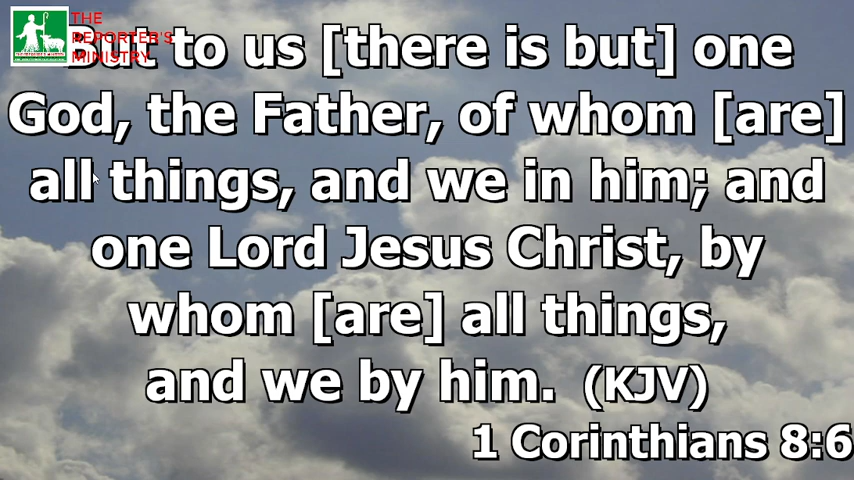 THE
REPORTER'S
MINISTRY
But to us [there is but] one
God, the Father, of whom [are]
all things, and we in him; and
one Lord Jesus Christ, by
whom [are] all things,
and we by him. (KJV)
1 Corinthians 8:6